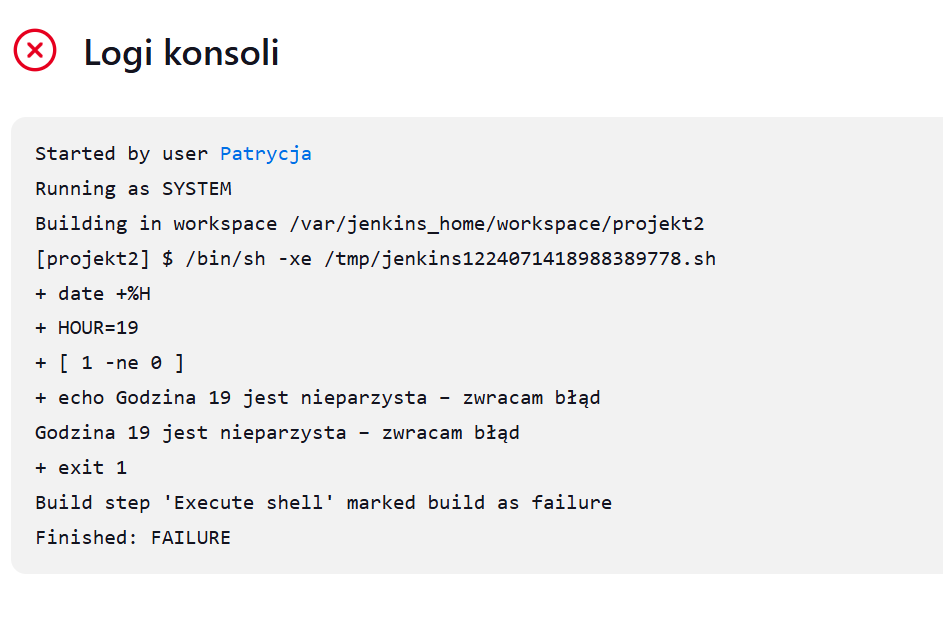 Logi konsoli
Started by user Patrycja
Running as SYSTEM
Building in workspace /var/jenkins_home/workspace/projekt2
[projekt2] $ /bin/sh -xe /tmp/jenkins1224071418988389778.sh
+ date +%H
+ HOUR=19
+ [ 1 -ne 0 ]
+ echo Godzina 19 jest nieparzysta – zwracam błąd
Godzina 19 jest nieparzysta – zwracam błąd
+ exit 1
Build step 'Execute shell' marked build as failure
Finished: FAILURE